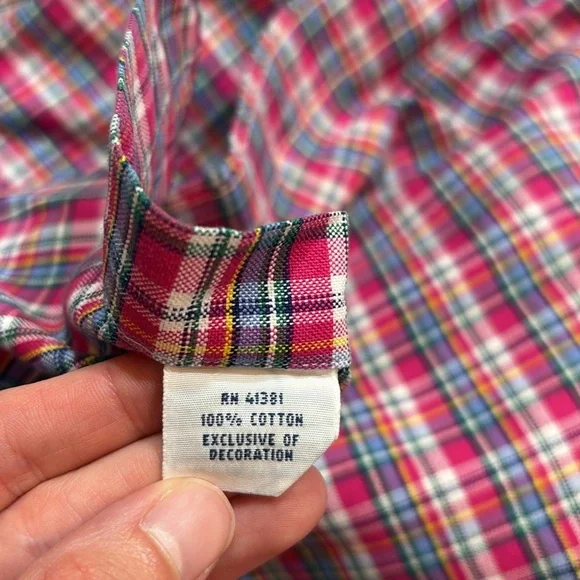 RN 41381
100% COTTON
EXCLUSIVE OF
DECORATION